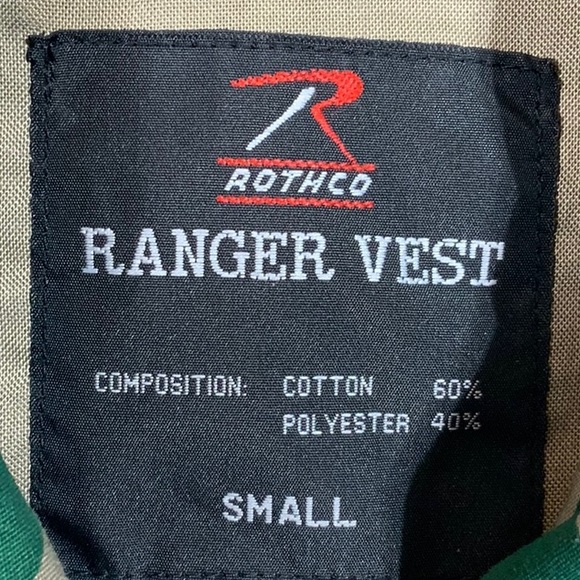 ROTHCO
RANGER VEST
COMPOSITION: COTTON 60%
POLYESTER 40%
SMALL